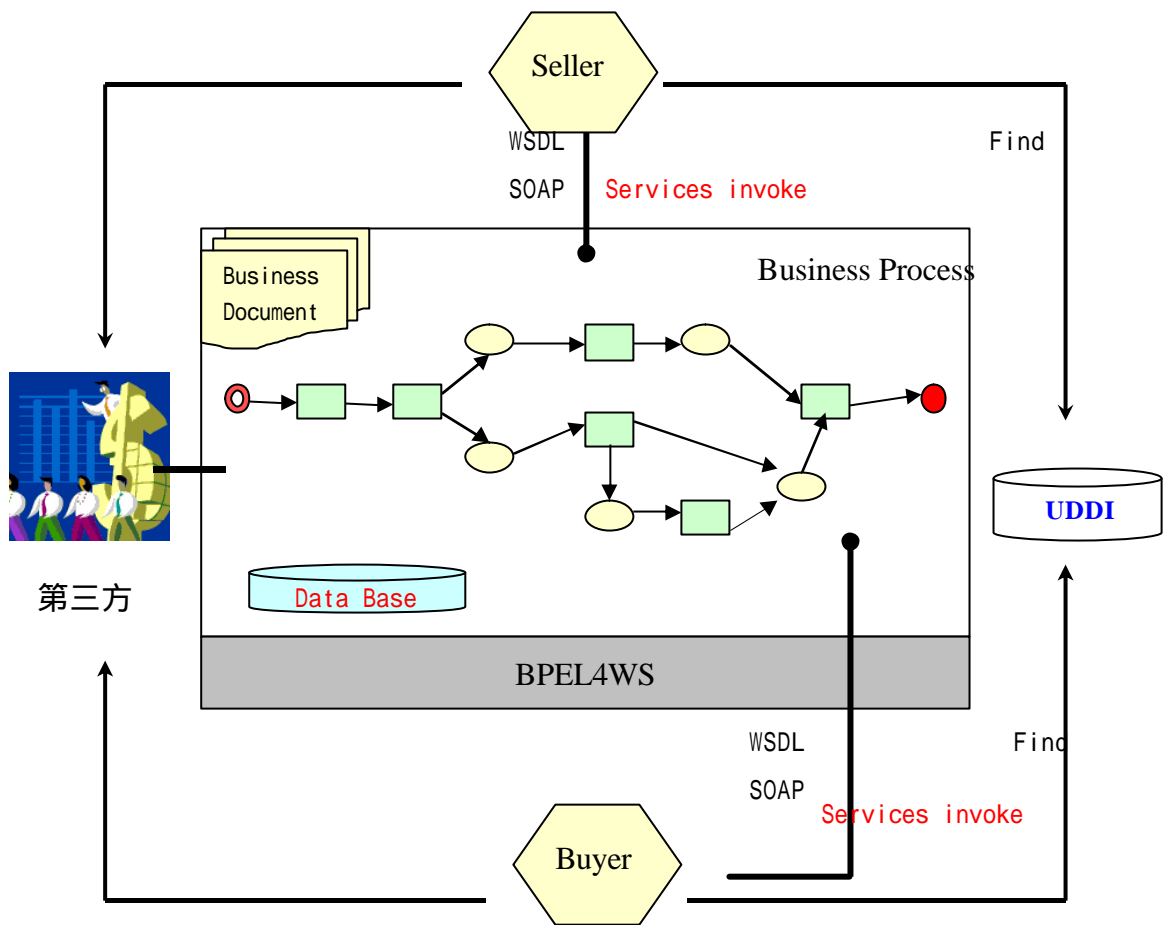 Seller
WSDL
Find
SOAP
Services invoke
Business
Document
Business Process
UDDI
第三方
Data Base
BPEL4WS
WSDL
Find
SOAP
Services invoke
Buyer